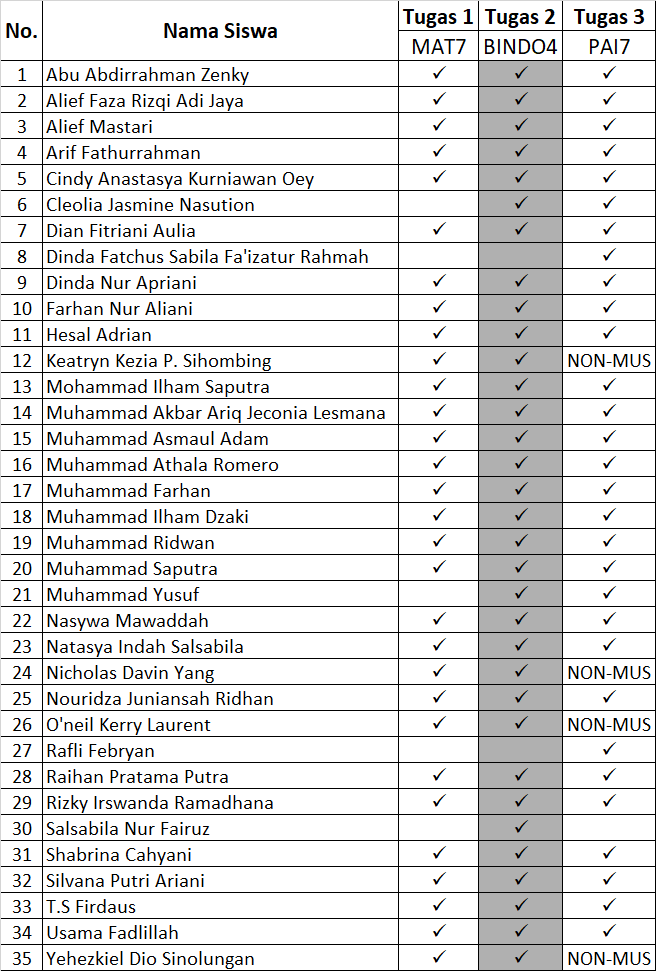 No. Nama Siswa Tugas 1 Tugas 2 Tugas 3
MAT7 BINDO4 PAI7
1 Abu Abdirrahman Zenky ✓ ✓ ✓
2 Alief Faza Rizqi Adi Jaya ✓ ✓ ✓
3 Alief Mastari ✓ ✓ ✓
4 Arif Fathurrahman ✓ ✓ ✓
5 Cindy Anastasya Kurniawan Oey ✓ ✓ ✓
6 Cleolia Jasmine Nasution ✓ ✓
7 Dian Fitriani Aulia ✓ ✓ ✓
8 Dinda Fatchus Sabila Fa'izatur Rahmah ✓
9 Dinda Nur Apriani ✓ ✓ ✓
10 Farhan Nur Aliani ✓ ✓ ✓
11 Hesal Adrian ✓ ✓ ✓
12 Keatryn Kezia P. Sihombing ✓ ✓ NON-MUS
13 Mohammad Ilham Saputra ✓ ✓ ✓
14 Muhammad Akbar Ariq Jeconia Lesmana ✓ ✓ ✓
15 Muhammad Asmaul Adam ✓ ✓ ✓
16 Muhammad Athala Romero ✓ ✓ ✓
17 Muhammad Farhan ✓ ✓ ✓
18 Muhammad Ilham Dzaki ✓ ✓ ✓
19 Muhammad Ridwan ✓ ✓ ✓
20 Muhammad Saputra ✓ ✓ ✓
21 Muhammad Yusuf ✓ ✓
22 Nasywa Mawaddah ✓ ✓ ✓
23 Natasya Indah Salsabila ✓ ✓ ✓
24 Nicholas Davin Yang ✓ ✓ NON-MUS
25 Nouridza Juniansah Ridhan ✓ ✓ ✓
26 O'neil Kerry Laurent ✓ ✓ NON-MUS
27 Rafli Febryan ✓
28 Raihan Pratama Putra ✓ ✓ ✓
29 Rizky Irswanda Ramadhana ✓ ✓ ✓
30 Salsabila Nur Fairuz ✓
31 Shabrina Cahyani ✓ ✓ ✓
32 Silvana Putri Ariani ✓ ✓ ✓
33 T.S Firdaus ✓ ✓ ✓
34 Usama Fadlillah ✓ ✓ ✓
35 Yehezkiel Dio Sinolungan ✓ ✓ NON-MUS